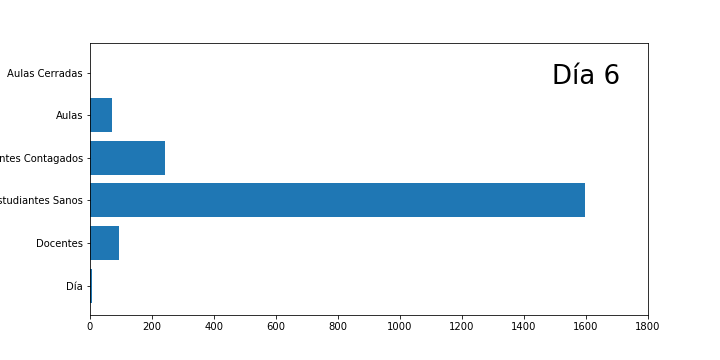 Día 6
Aulas Cerradas
Aulas
ntes Contagados
studiantes Sanos
Docentes
Día
0 200 400 600 800 1000 1200 1400 1600 1800